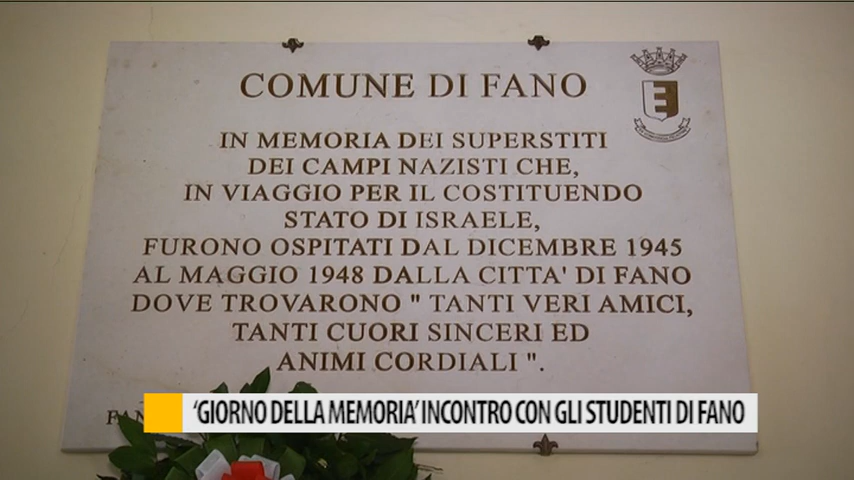 COMUNE DI FANO
IN MEMORIA DEI SUPERSTITI
DEI CAMPI NAZISTI CHE,
IN VIAGGIO PER IL COSTITUENDO
STATO DI ISRAELE,
FURONO OSPITATI DAL DICEMBRE 1945
AL MAGGIO 1948 DALLA CITTA' DI FANO
DOVE TROVARONO " TANTI VERI AMICI,
TANTI CUORI SINCERI ED
ANIMI CORDIALI ".
‘GIORNO DELLA MEMORIA’ INCONTRO CON GLI STUDENTI DI FANO